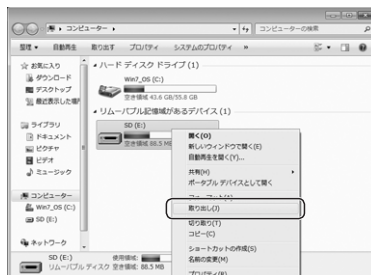 コンピューター
コンピューターの検索
整理 自動再生 取り出す プロパティ システムのプロパティ »
お気に入り
ダウンロード
デスクトップ
最近表示した場所
ライブラリ
ドキュメント
ピクチャ
ビデオ
ミュージック
コンピューター
Win7_OS (C:)
SD (E:)
ネットワーク
ハード ディスク ドライブ (1)
Win7_OS (C:)
空き領域 43.6 GB/55.8 GB
リムーバブル記憶域があるデバイス (1)
SD (E:)
空き領域 88.5 MB
開く(O)
新しいウィンドウで開く(E)
自動再生を開く(Y)...
共有(H)
ポータブル デバイスとして開く
取り出し(J)
切り取り(T)
コピー(C)
ショートカットの作成(S)
名前の変更(M)
プロパティ(R)
SD (E:) 使用領域:
リムーバブル ディスク 空き領域: 88.5 MB